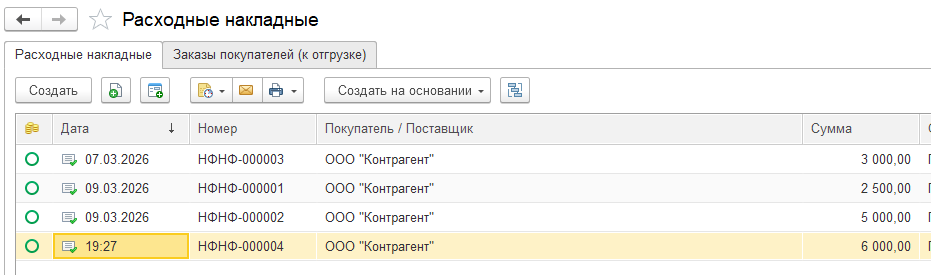 Расходные накладные
Расходные накладные Заказы покупателей (к отгрузке)
Создать Создать на основании
Дата Номер Покупатель / Поставщик Сумма
07.03.2026 НФНФ-000003 ООО "Контрагент" 3 000,00
09.03.2026 НФНФ-000001 ООО "Контрагент" 2 500,00
09.03.2026 НФНФ-000002 ООО "Контрагент" 5 000,00
19:27 НФНФ-000004 ООО "Контрагент" 6 000,00